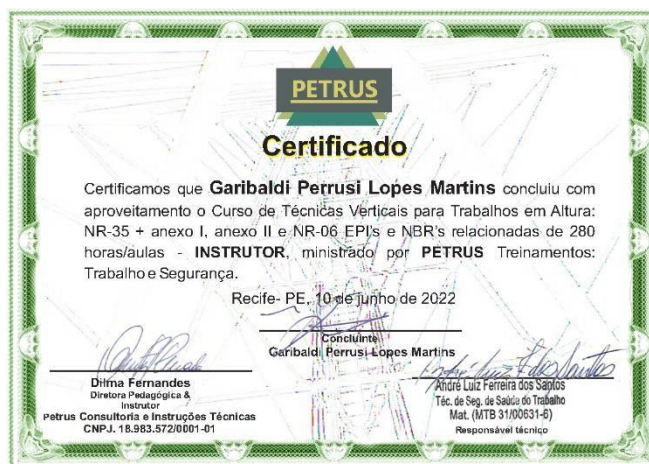 PETRUS
Certificado
Certificamos que Garibaldi Perrusi Lopes Martins concluiu com
aproveitamento o Curso de Técnicas Verticais para Trabalhos em Altura:
NR-35 + anexo I, anexo II e NR-06 EPI's e NBR's relacionadas de 280
horas/aulas - INSTRUTOR, ministrado por PETRUS Treinamentos:
Trabalho e Segurança.
Recife- PE, 10 de junho de 2022
Concluinte
Garibaldi Perrusi Lopes Martins
Dilma Fernandes
Diretora Pedagógica &
Instrutor
Petrus Consultoria e Instruções Técnicas
CNPJ. 18.983.572/0001-01
André Luiz Ferreira dos Santos
Téc. de Seg. de Saúde do Trabalho
Mat. (MTB 31/00631-6)
Responsável técnico